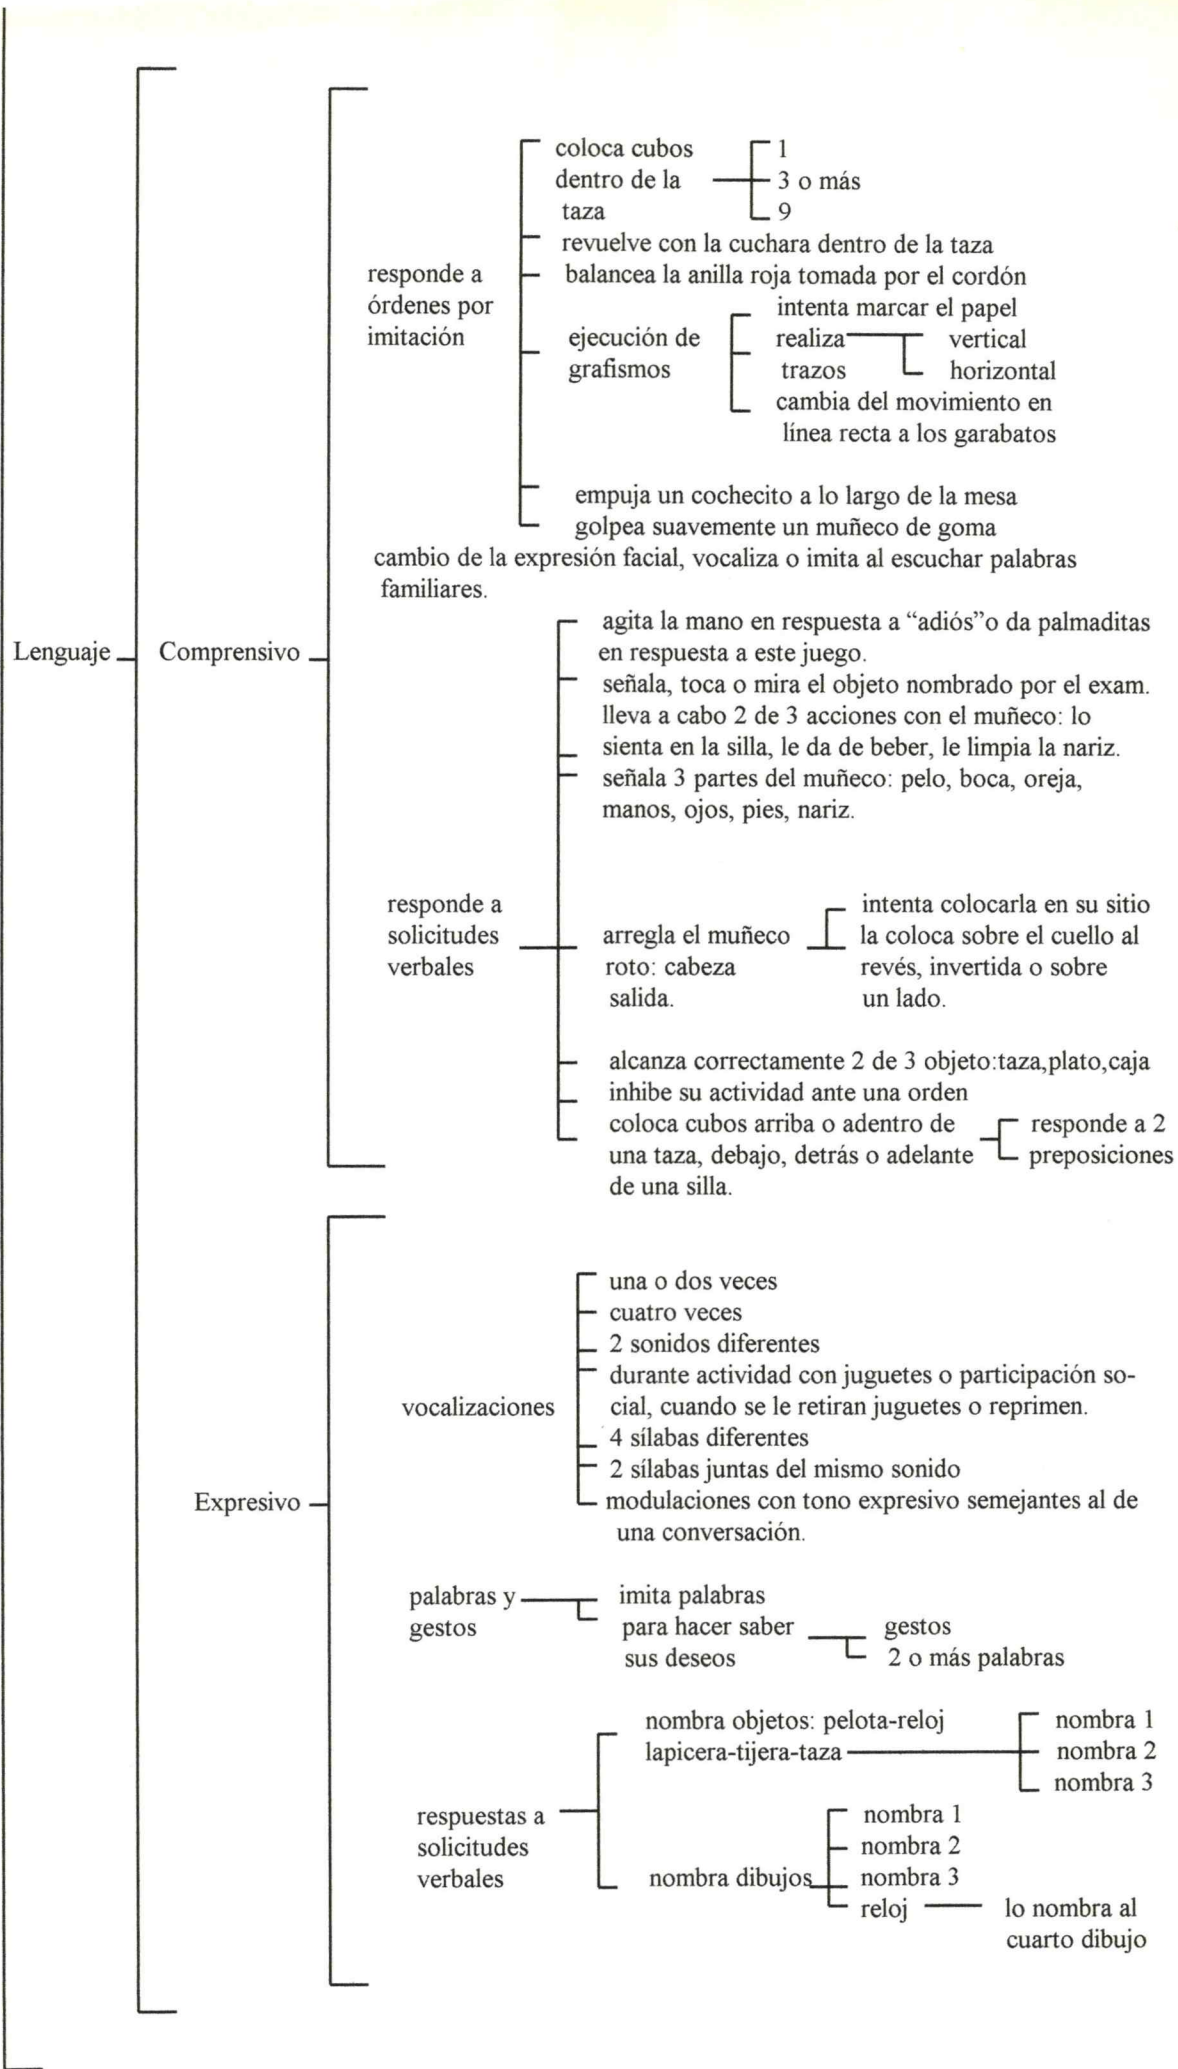 coloca cubos
dentro de la
taza
1
3 o más
9
revuelve con la cuchara dentro de la taza
balancea la anilla roja tomada por el cordón
responde a
órdenes por
imitación
ejecución de
grafismos
intenta marcar el papel
realiza
trazos
vertical
horizontal
cambia del movimiento en
línea recta a los garabatos
empuja un cochecito a lo largo de la mesa
golpea suavemente un muñeco de goma
cambio de la expresión facial, vocaliza o imita al escuchar palabras
familiares.
Lenguaje
Comprensivo
agita la mano en respuesta a “adiós”o da palmaditas
en respuesta a este juego.
señala, toca o mira el objeto nombrado por el exam.
lleva a cabo 2 de 3 acciones con el muñeco: lo
sienta en la silla, le da de beber, le limpia la nariz.
señala 3 partes del muñeco: pelo, boca, oreja,
manos, ojos, pies, nariz.
responde a
solicitudes
verbales
arregla el muñeco
roto: cabeza
salida.
intenta colocarla en su sitio
la coloca sobre el cuello al
revés, invertida o sobre
un lado.
alcanza correctamente 2 de 3 objeto:taza,plato,caja
inhibe su actividad ante una orden
coloca cubos arriba o adentro de
una taza, debajo, detrás o adelante
de una silla.
responde a 2
preposiciones
Expresivo
vocalizaciones
una o dos veces
cuatro veces
2 sonidos diferentes
durante actividad con juguetes o participación so-
cial, cuando se le retiran juguetes o reprimen.
4 sílabas diferentes
2 sílabas juntas del mismo sonido
modulaciones con tono expresivo semejantes al de
una conversación.
palabras y
gestos
imita palabras
para hacer saber
sus deseos
gestos
2 o más palabras
respuestas a
solicitudes
verbales
nombra objetos: pelota-reloj
lapicera-tijera-taza
nombra 1
nombra 2
nombra 3
nombra dibujos
nombra 1
nombra 2
nombra 3
reloj
lo nombra al
cuarto dibujo